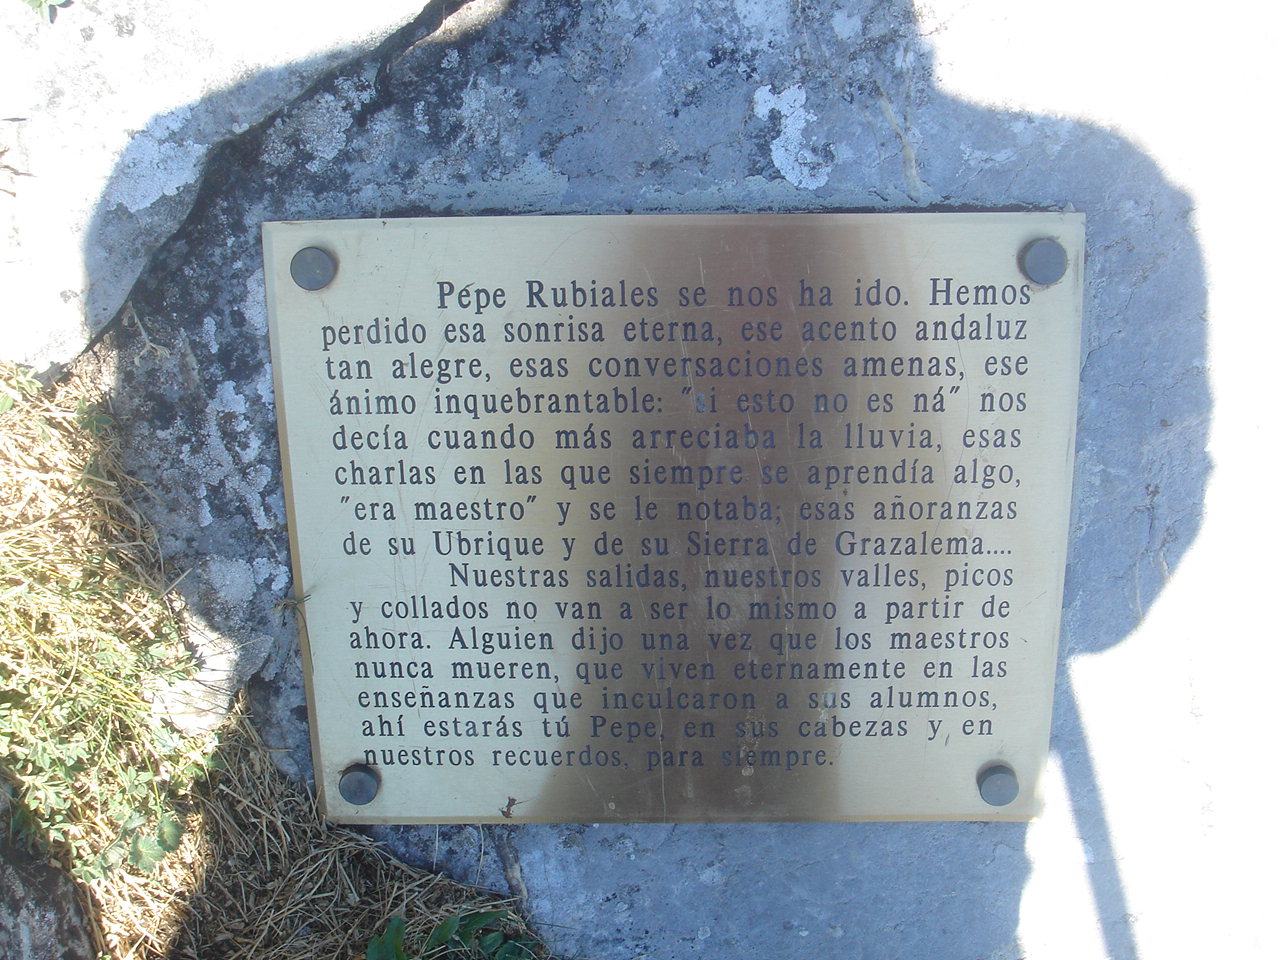 Pepe Rubiales se nos ha ido. Hemos
perdido esa sonrisa eterna, ese acento andaluz
tan alegre, esas conversaciones amenas, ese
ánimo inquebrantable: "si esto no es ná" nos
decía cuando más arreciaba la lluvia, esas
charlas en las que siempre se aprendía algo,
"era maestro" y se le notaba; esas añoranzas
de su Ubrique y de su Sierra de Grazalema....
Nuestras salidas, nuestros valles, picos
y collados no van a ser lo mismo a partir de
ahora. Alguien dijo una vez que los maestros
nunca mueren, que viven eternamente en las
enseñanzas que inculcaron a sus alumnos,
ahí estarás tú Pepe, en sus cabezas y en
nuestros recuerdos, para siempre.